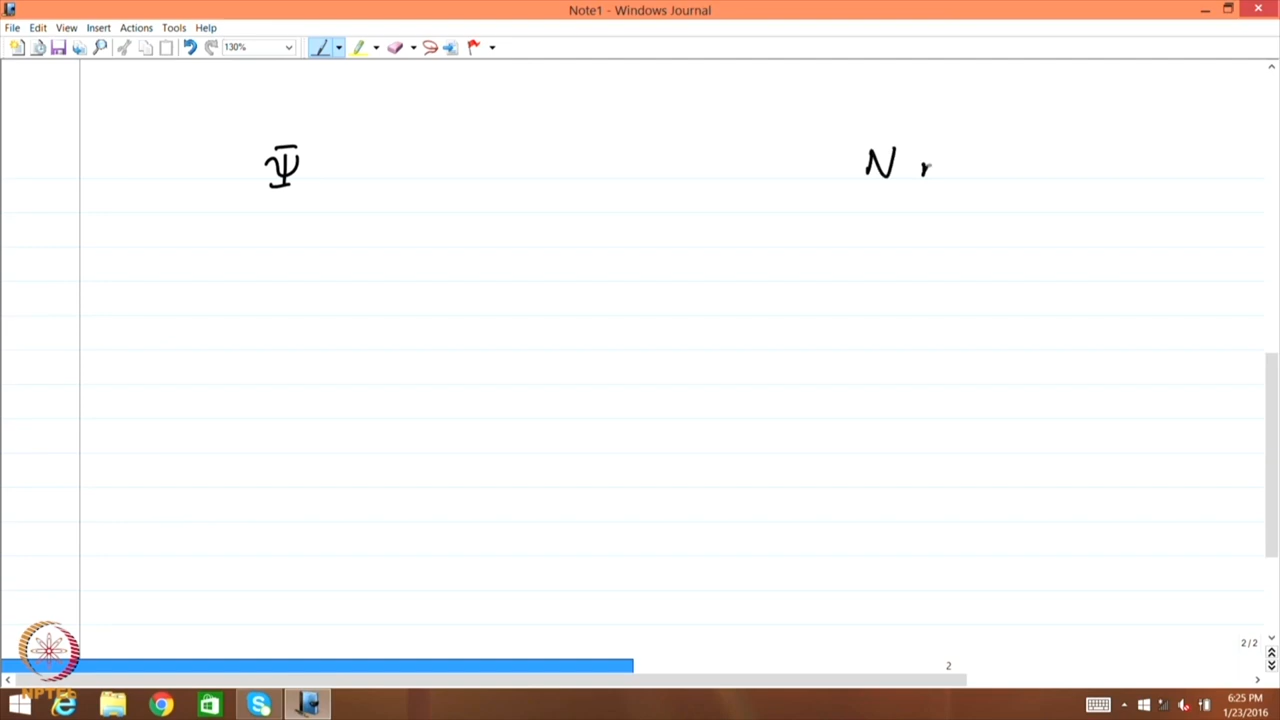 Note1 - Windows Journal
File Edit View Insert Actions Tools Help
130%
Ψ N r
2/2
2
NPTEL
6:25 PM
1/23/2016